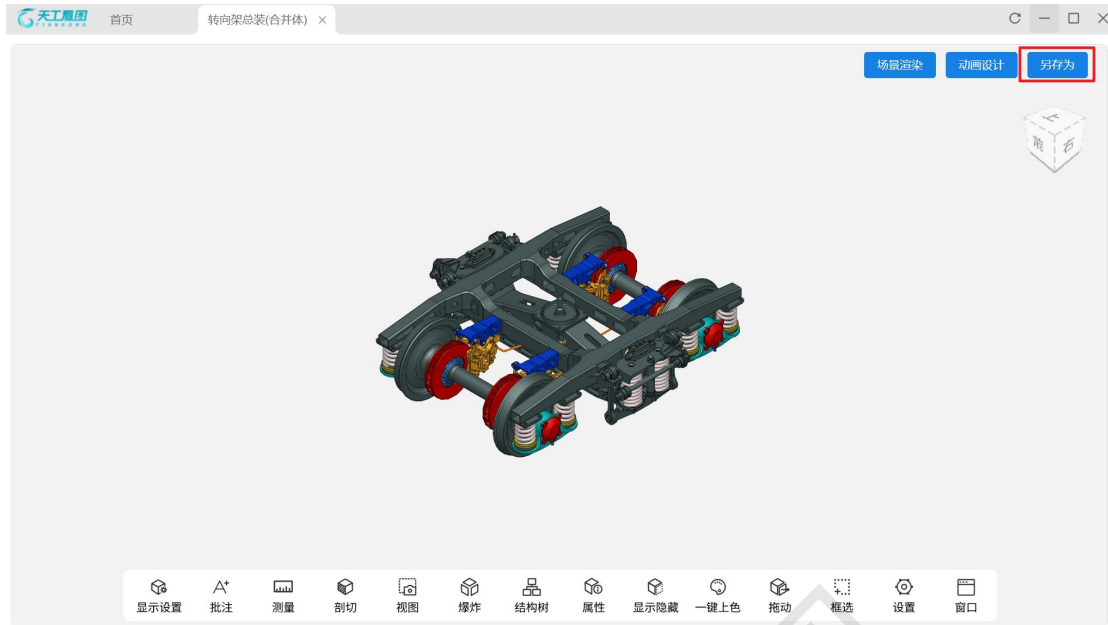 天工凰图
TIANGONG
首页
转向架总装(合并体)
场景渲染
动画设计
另存为
上
前
右
显示设置
批注
测量
剖切
视图
爆炸
结构树
属性
显示隐藏
一键上色
拖动
框选
设置
窗口